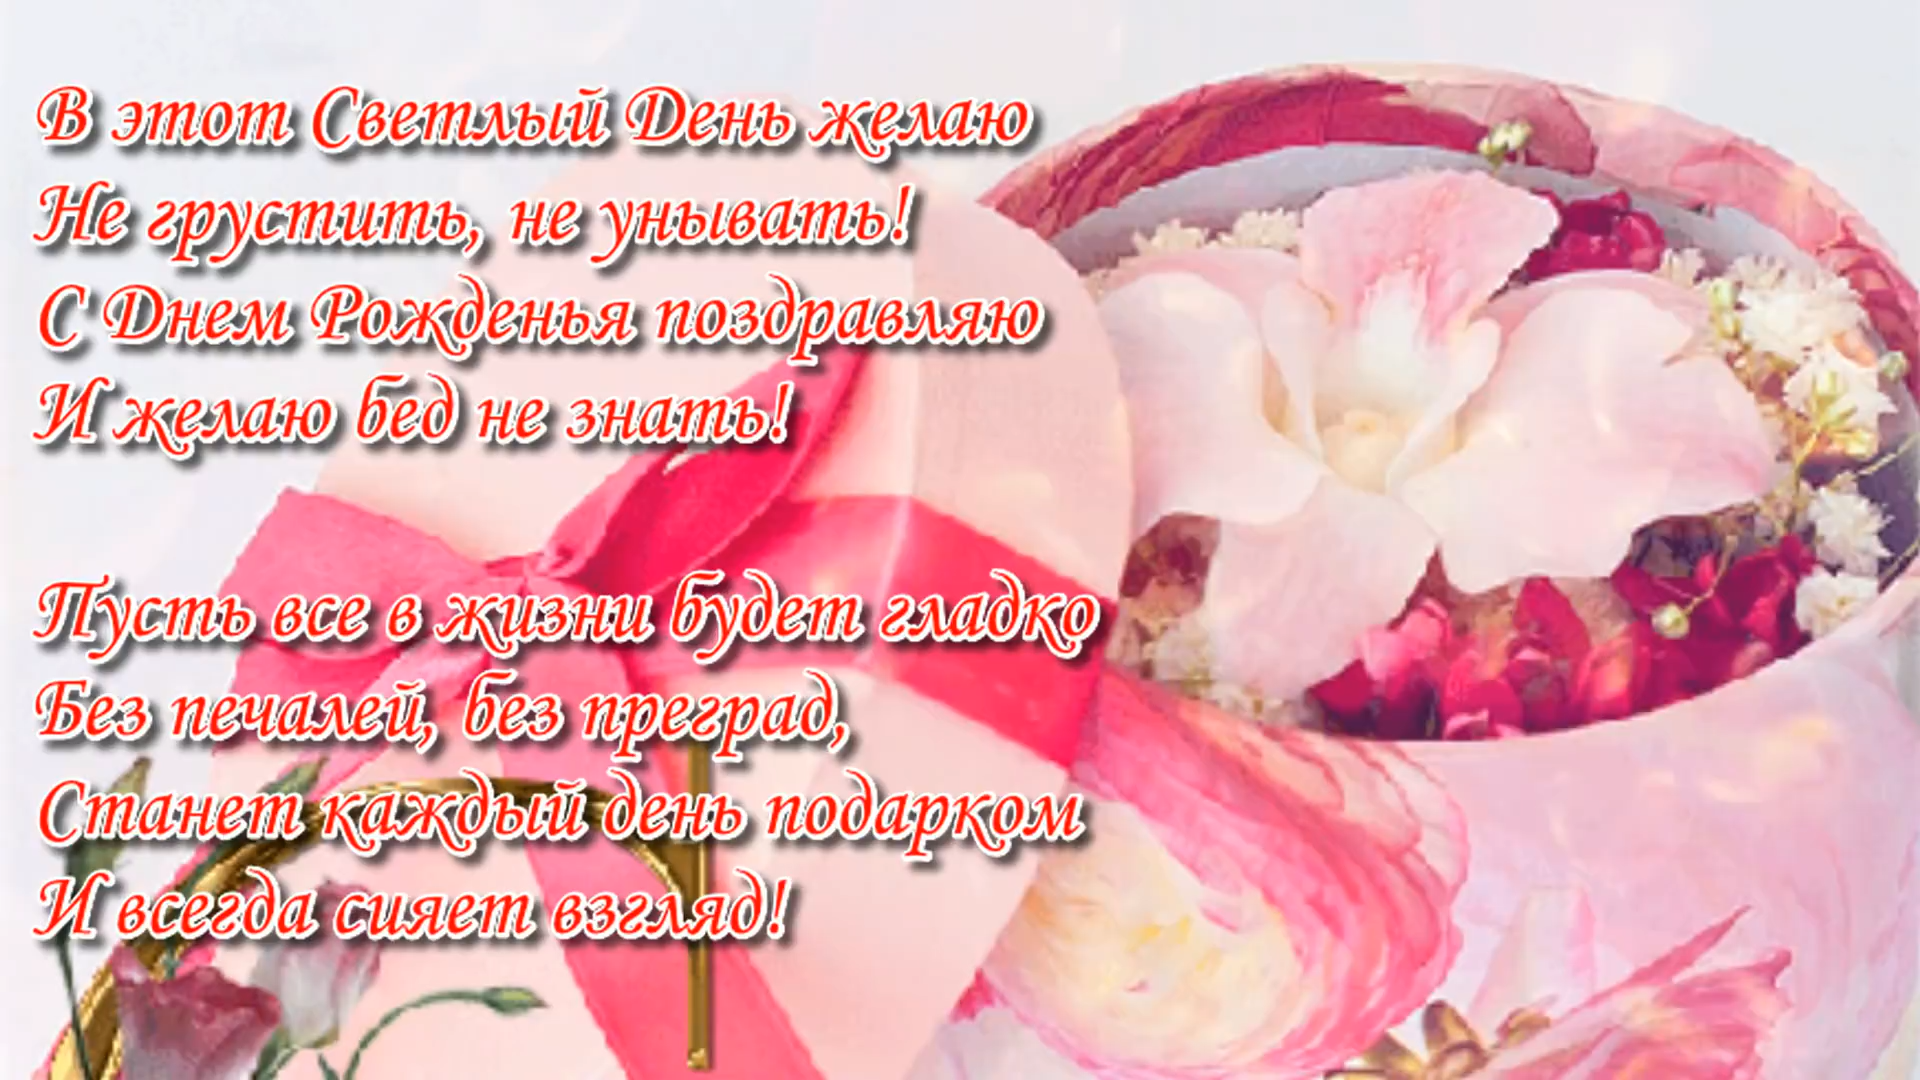 В этот Светлый День желаю
Не грустить, не унывать!
С Днем Рожденья поздравляю
И желаю бед не знать!
Пусть все в жизни будет гладко
Без печалей, без преград,
Станет каждый день подарком
И всегда сияет взгляд!